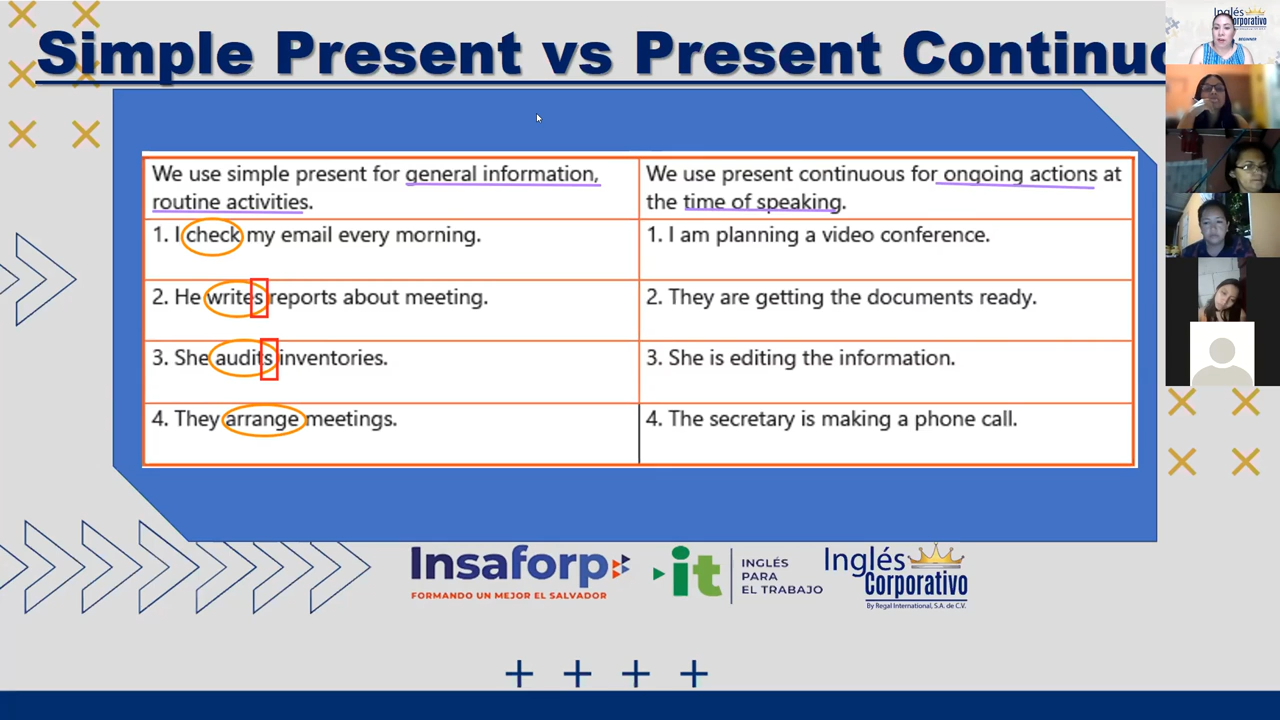 Simple Present vs Present Continuo
We use simple present for general information,
routine activities.
We use present continuous for ongoing actions at
the time of speaking.
1. I check my email every morning.
1. I am planning a video conference.
2. He writes reports about meeting.
2. They are getting the documents ready.
3. She audits inventories.
3. She is editing the information.
4. They arrange meetings.
4. The secretary is making a phone call.
Insaforp
FORMANDO UN MEJOR EL SALVADOR
it
INGLÉS
PARA
EL TRABAJO
Inglés
Corporativo
By Regal International, S.A. de C.V.
Inglés
Corporativo
BEGINNER